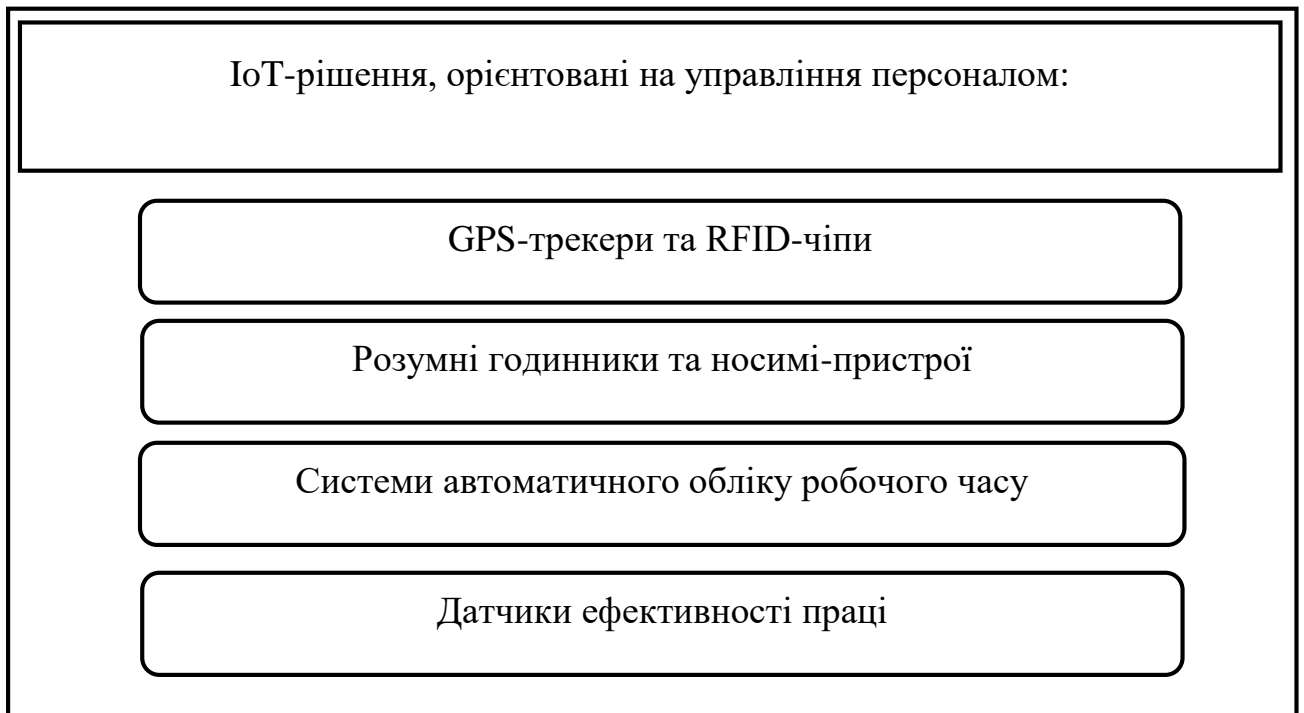 ІоТ-рішення, орієнтовані на управління персоналом:
GPS-трекери та RFID-чіпи
Розумні годинники та носимі-пристрої
Системи автоматичного обліку робочого часу
Датчики ефективності праці